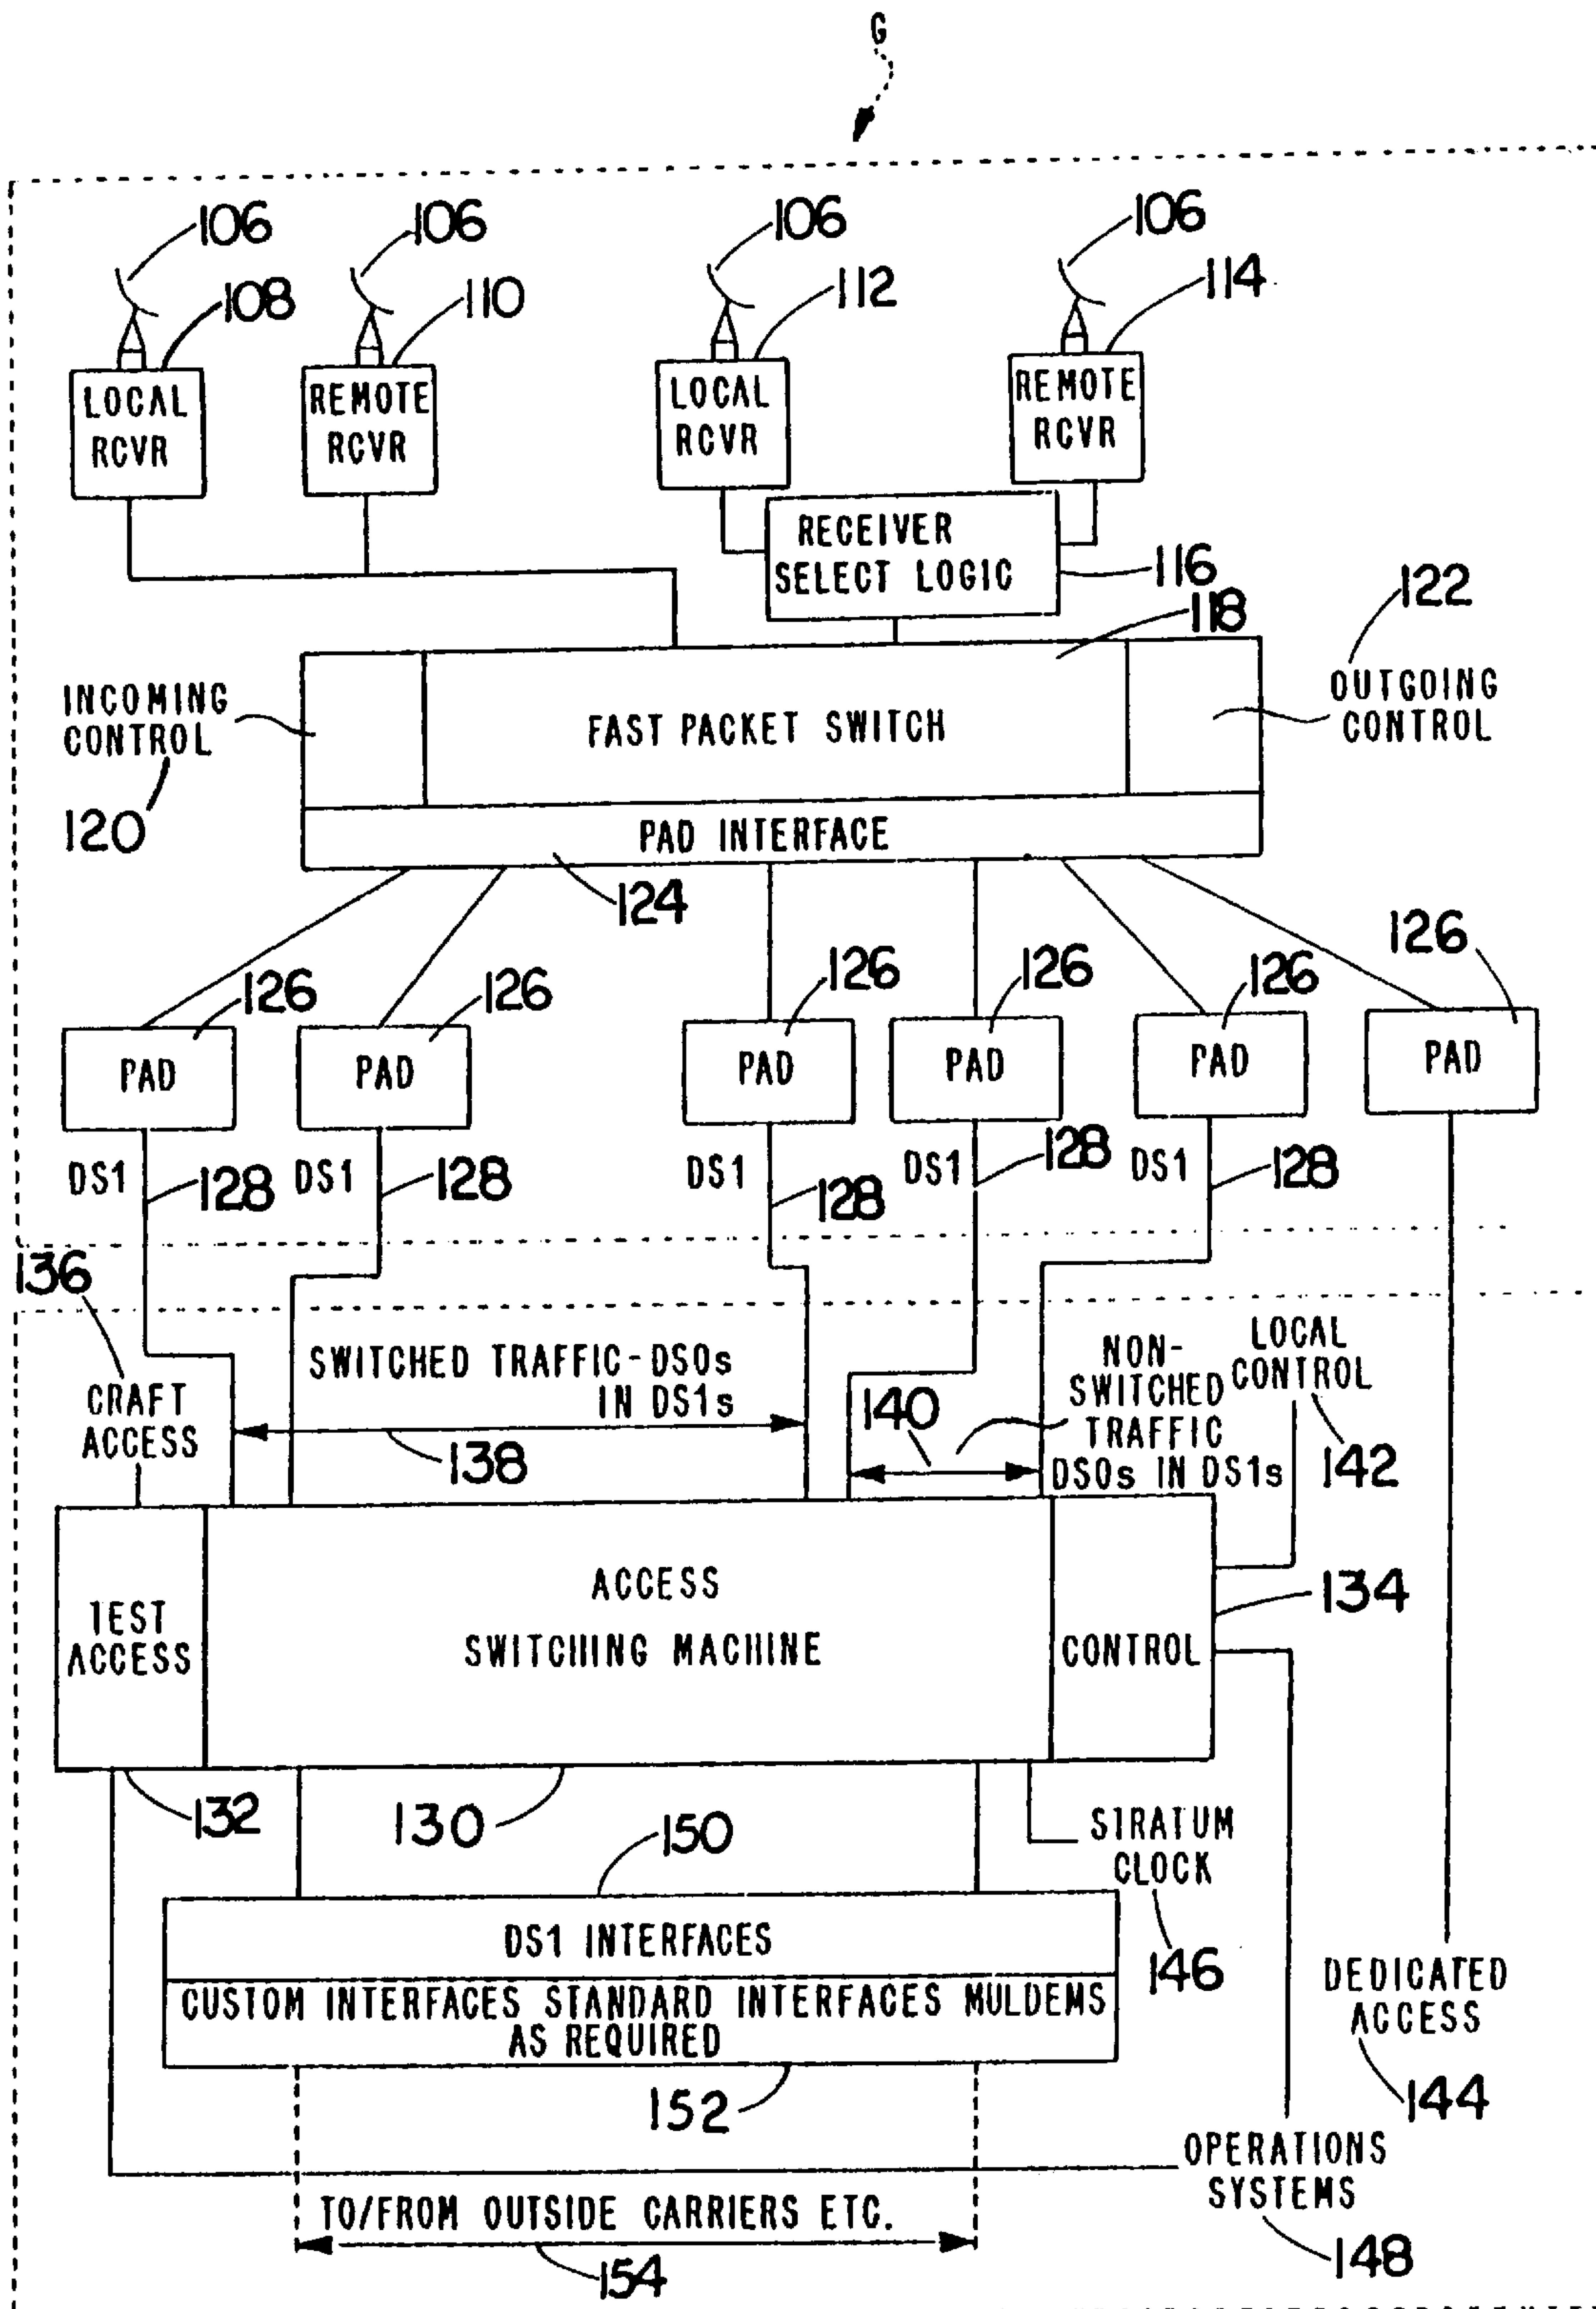 G
106
106
106
106
108
110
112
114
LOCAL
RCVR
REMOTE
RCVR
LOCAL
RCVR
REMOTE
RCVR
RECEIVER
SELECT LOGIC
116
118
122
INCOMING
CONTROL
120
FAST PACKET SWITCH
OUTGOING
CONTROL
PAD INTERFACE
124
126
126
126
126
126
126
PAD
PAD
PAD
PAD
PAD
PAD
DS1
128
DS1
128
DS1
128
DS1
128
DS1
128
136
CRAFT
ACCESS
SWITCHED TRAFFIC-DS0s
IN DS1s
138
140
NON-
SWITCHED
TRAFFIC
DS0s IN DS1s
LOCAL
CONTROL
142
TEST
ACCESS
ACCESS
SWITCHING MACHINE
CONTROL
134
132
130
150
STRATUM
CLOCK
146
DS1 INTERFACES
CUSTOM INTERFACES STANDARD INTERFACES MULDEMS
AS REQUIRED
152
DEDICATED
ACCESS
144
OPERATIONS
SYSTEMS
148
TO/FROM OUTSIDE CARRIERS ETC.
154